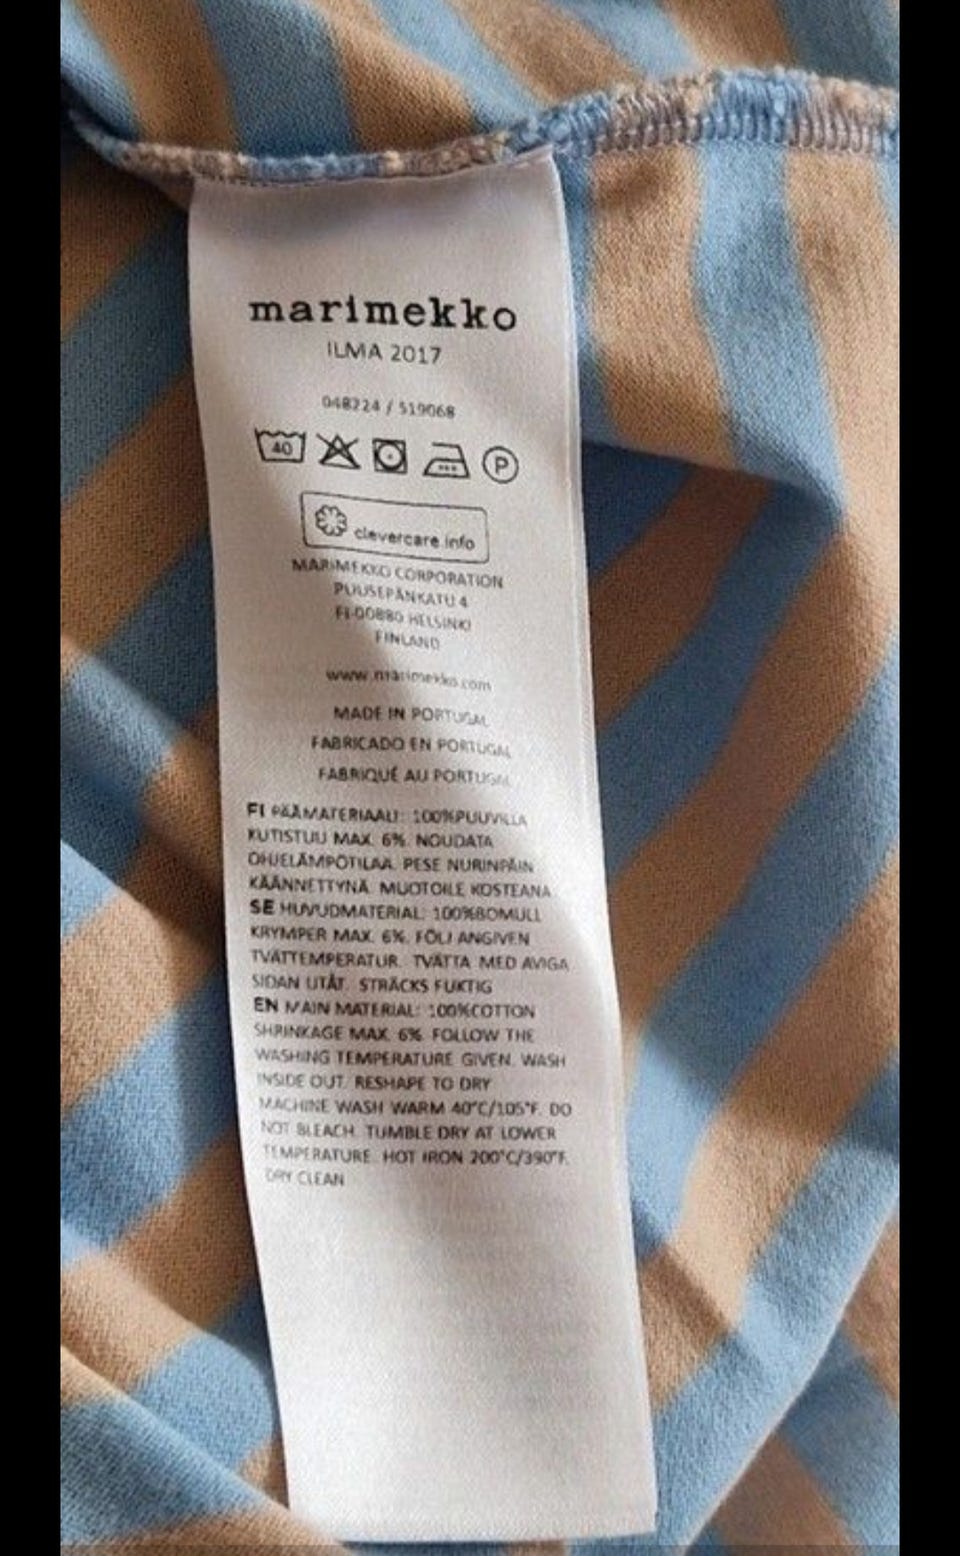 marimekko
ILMA 2017
048224 / 519068
40
P
clevercare.info
MARIMEKKO CORPORATION
PUUSEPÄNKATU 4
FI-00880 HELSINKI
FINLAND
www.marimekko.com
MADE IN PORTUGAL
FABRICADO EN PORTUGAL
FABRIQUÉ AU PORTUGAL
FI PÄÄMATERIAALI: 100%PUUVILLA
KUTISTUU MAX. 6%. NOUDATA
OHJELÄMPÖTILAA. PESE NURINPÄIN
KÄÄNNETTYNÄ. MUOTOILE KOSTEANA
SE HUVUDMATERIAL: 100%BOMULL
KRYMPER MAX. 6%. FÖLJ ANGIVEN
TVÄTTEMPERATUR. TVÄTTA MED AVIGA
SIDAN UTÅT. STRÄCKS FUKTIG
EN MAIN MATERIAL: 100%COTTON
SHRINKAGE MAX. 6%. FOLLOW THE
WASHING TEMPERATURE GIVEN. WASH
INSIDE OUT. RESHAPE TO DRY
MACHINE WASH WARM 40°C/105°F. DO
NOT BLEACH. TUMBLE DRY AT LOWER
TEMPERATURE. HOT IRON 200°C/390°F.
DRY CLEAN